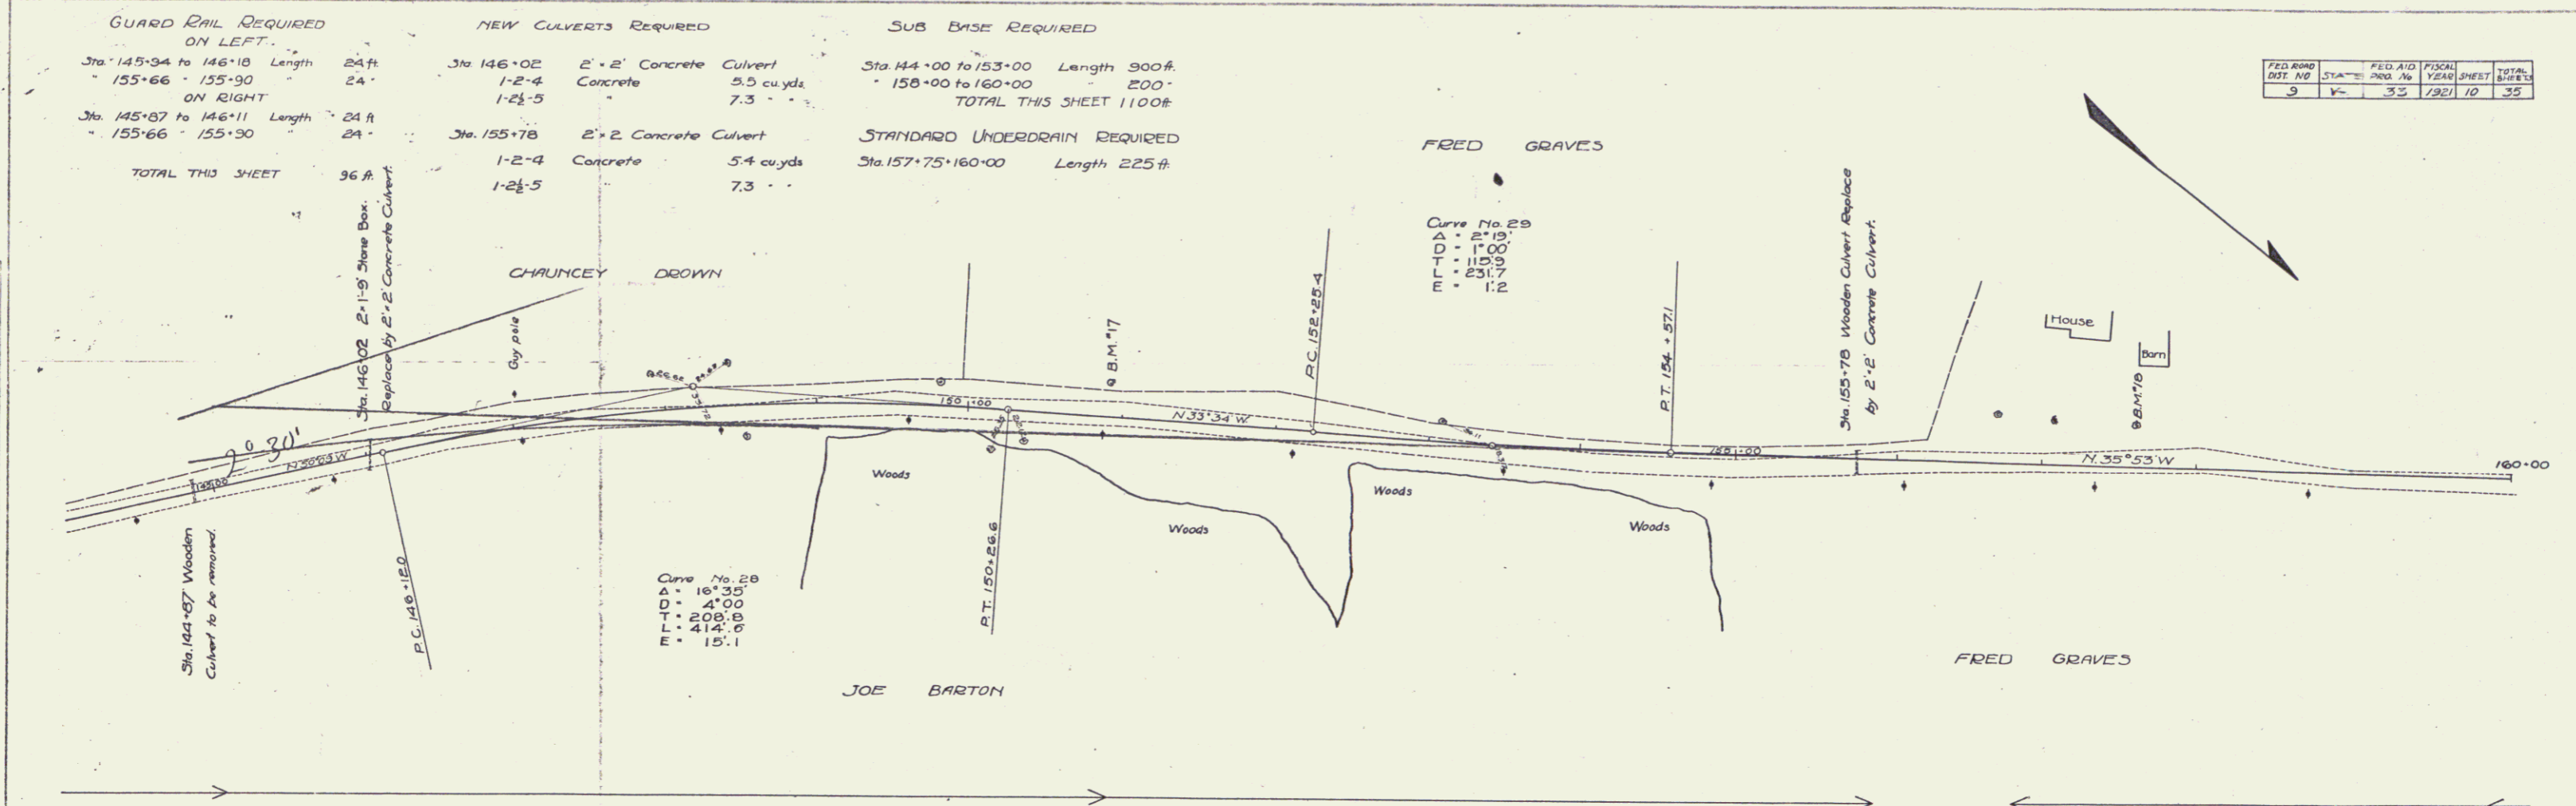 GUARD RAIL REQUIRED
ON LEFT.
Sta. 145+94 to 146+18 Length 24 ft.
" 155+66 - 155+90 " 24 "
ON RIGHT
Sta. 145+87 to 146+11 Length 24 ft
" 155+66 - 155+90 " 24 "
TOTAL THIS SHEET 96 ft.
NEW CULVERTS REQUIRED
Sta. 146+02 2'×2' Concrete Culvert
1-2-4 Concrete 5.5 cu.yds.
1-2½-5 " 7.3 " "
Sta. 155+78 2'×2' Concrete Culvert
1-2-4 Concrete 5.4 cu.yds
1-2½-5 " 7.3 " "
SUB BASE REQUIRED
Sta. 144+00 to 153+00 Length 900 ft.
" 158+00 to 160+00 " 200 "
TOTAL THIS SHEET 1100 ft
STANDARD UNDERDRAIN REQUIRED
Sta. 157+75-160+00 Length 225 ft.
FED. ROAD DIST. NO STATE FED. AID PROJ. No FISCAL YEAR SHEET TOTAL SHEETS
9 V- 33 1921 10 35
FRED GRAVES
Curve No. 29
Δ = 2°19'
D = 1°00'
T = 115.9
L = 231.7
E = 1.2
CHAUNCEY DROWN
Sta. 146+02 2'×1'-9" Stone Box.
Replace by 2'×2' Concrete Culvert.
Guy pole
B.M.#17
P.C. 152+25.4
P.T. 154+57.1
Sta. 155+78 Wooden Culvert Replace
by 2'×2' Concrete Culvert.
House
Barn
B.M.#18
2° 30'
145+00
150+00
N 35°34' W
155+00
N. 35°53' W
160+00
Woods
Woods
Woods
Woods
Sta. 144+87 Wooden
Culvert to be removed.
P.C. 146+12.0
P.T. 150+26.6
Curve No. 28
Δ = 16°35'
D = 4°00
T = 208.8
L = 414.6
E = 15.1
JOE BARTON
FRED GRAVES